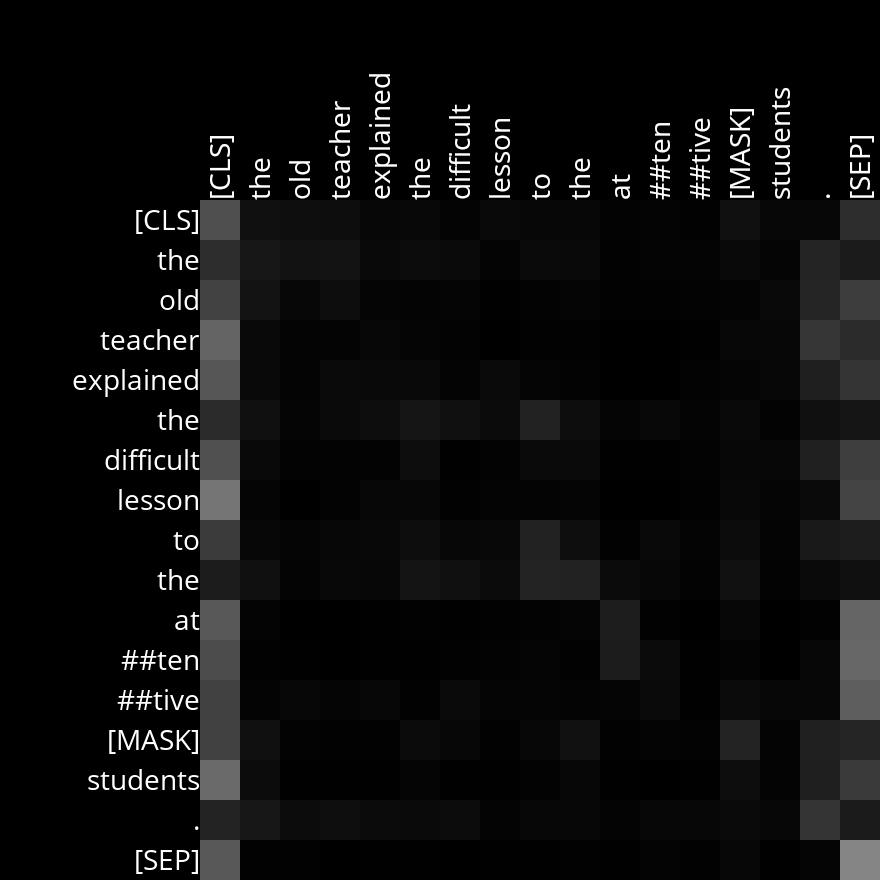 [CLS] the old teacher explained the difficult lesson to the at ##ten ##tive [MASK] students . [SEP]
[CLS]
the
old
teacher
explained
the
difficult
lesson
to
the
at
##ten
##tive
[MASK]
students
.
[SEP]